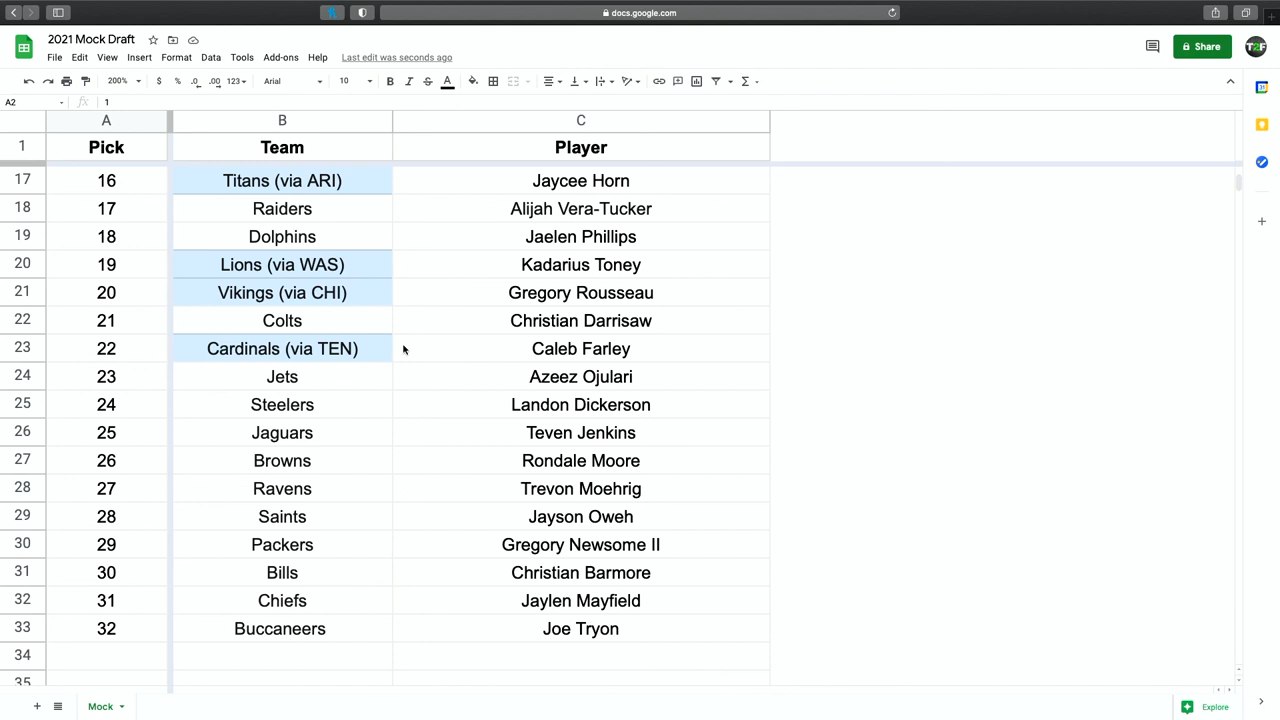 docs.google.com
2021 Mock Draft
File Edit View Insert Format Data Tools Add-ons Help Last edit was seconds ago
Share
T2F
200% $ % .0 .00 123 Arial 10 B I S A
A2 fx 1
A B C
1 Pick Team Player
17 16 Titans (via ARI) Jaycee Horn
18 17 Raiders Alijah Vera-Tucker
19 18 Dolphins Jaelen Phillips
20 19 Lions (via WAS) Kadarius Toney
21 20 Vikings (via CHI) Gregory Rousseau
22 21 Colts Christian Darrisaw
23 22 Cardinals (via TEN) Caleb Farley
24 23 Jets Azeez Ojulari
25 24 Steelers Landon Dickerson
26 25 Jaguars Teven Jenkins
27 26 Browns Rondale Moore
28 27 Ravens Trevon Moehrig
29 28 Saints Jayson Oweh
30 29 Packers Gregory Newsome II
31 30 Bills Christian Barmore
32 31 Chiefs Jaylen Mayfield
33 32 Buccaneers Joe Tryon
34
35
Mock
Explore